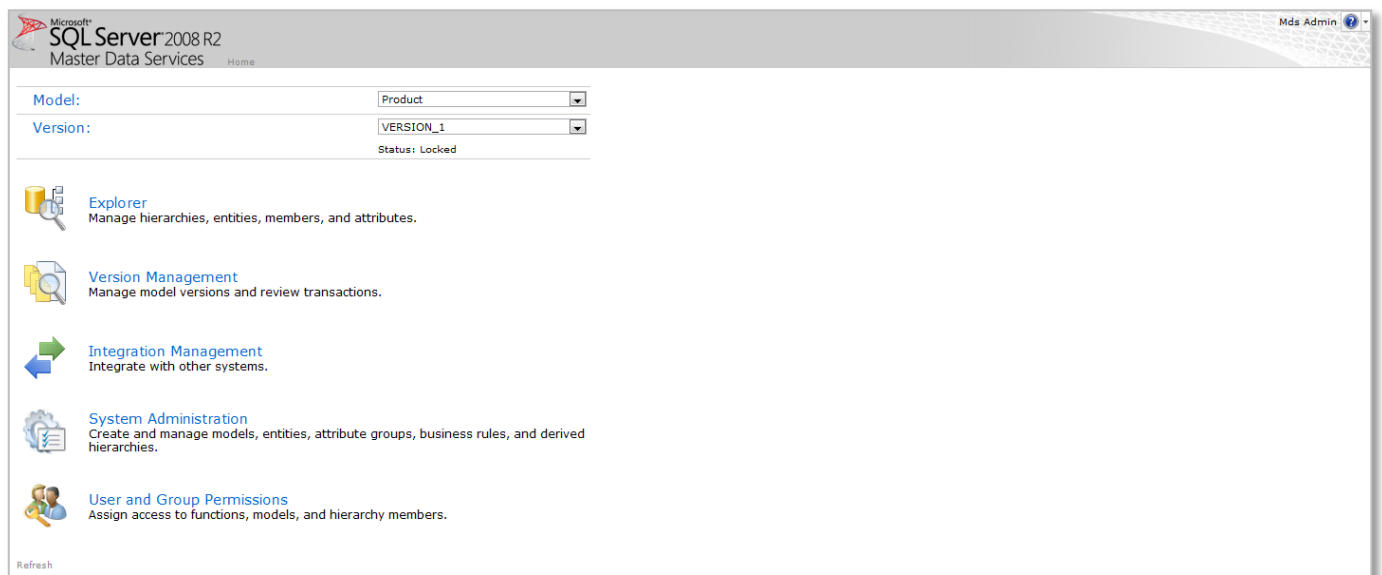 Microsoft®
SQL Server® 2008 R2
Master Data Services Home
Mds Admin
Model: Product
Version: VERSION_1
Status: Locked
Explorer
Manage hierarchies, entities, members, and attributes.
Version Management
Manage model versions and review transactions.
Integration Management
Integrate with other systems.
System Administration
Create and manage models, entities, attribute groups, business rules, and derived
hierarchies.
User and Group Permissions
Assign access to functions, models, and hierarchy members.
Refresh